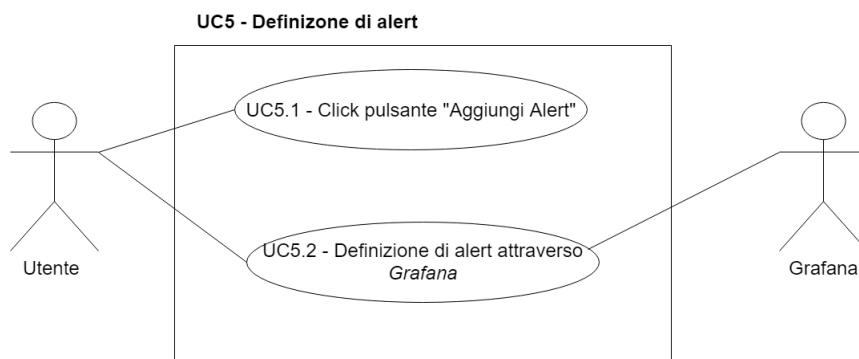 UC5 - Definizone di alert
UC5.1 - Click pulsante "Aggiungi Alert"
UC5.2 - Definizione di alert attraverso
Grafana
Utente
Grafana